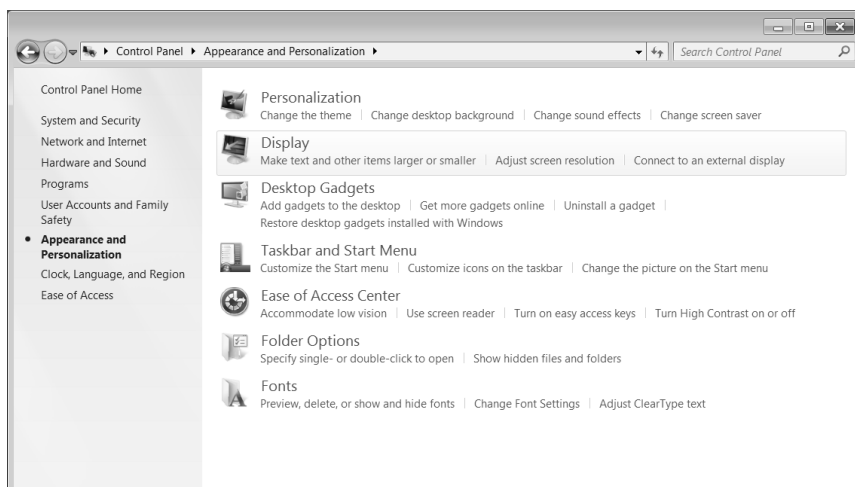 Control Panel Appearance and Personalization
Search Control Panel
Control Panel Home
System and Security
Network and Internet
Hardware and Sound
Programs
User Accounts and Family
Safety
Appearance and
Personalization
Clock, Language, and Region
Ease of Access
Personalization
Change the theme Change desktop background Change sound effects Change screen saver
Display
Make text and other items larger or smaller Adjust screen resolution Connect to an external display
Desktop Gadgets
Add gadgets to the desktop Get more gadgets online Uninstall a gadget
Restore desktop gadgets installed with Windows
Taskbar and Start Menu
Customize the Start menu Customize icons on the taskbar Change the picture on the Start menu
Ease of Access Center
Accommodate low vision Use screen reader Turn on easy access keys Turn High Contrast on or off
Folder Options
Specify single- or double-click to open Show hidden files and folders
Fonts
Preview, delete, or show and hide fonts Change Font Settings Adjust ClearType text